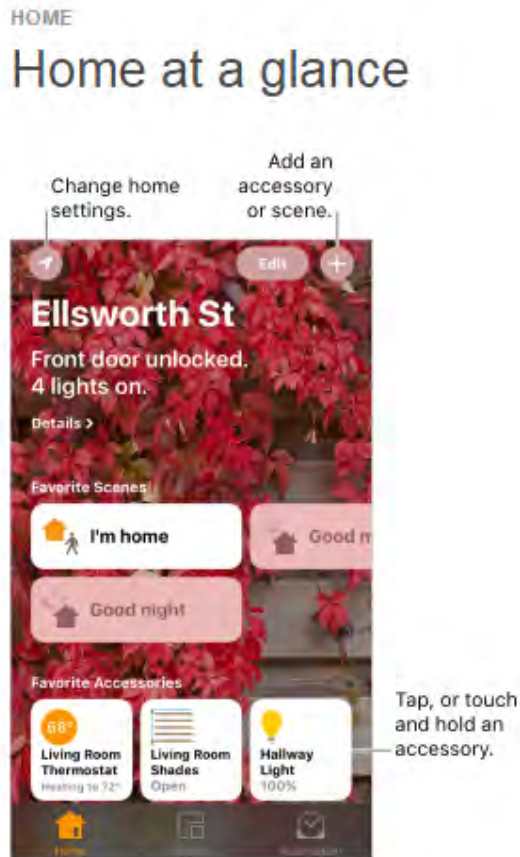 HOME
Home at a glance
Change home
settings.
Add an
accessory
or scene.
Edit
Ellsworth St
Front door unlocked.
4 lights on.
Details >
Favorite Scenes
I'm home
Good m
Good night
Favorite Accessories
68°
Living Room
Thermostat
Heating to 72°
Living Room
Shades
Open
Hallway
Light
100%
Tap, or touch
and hold an
accessory.
Home